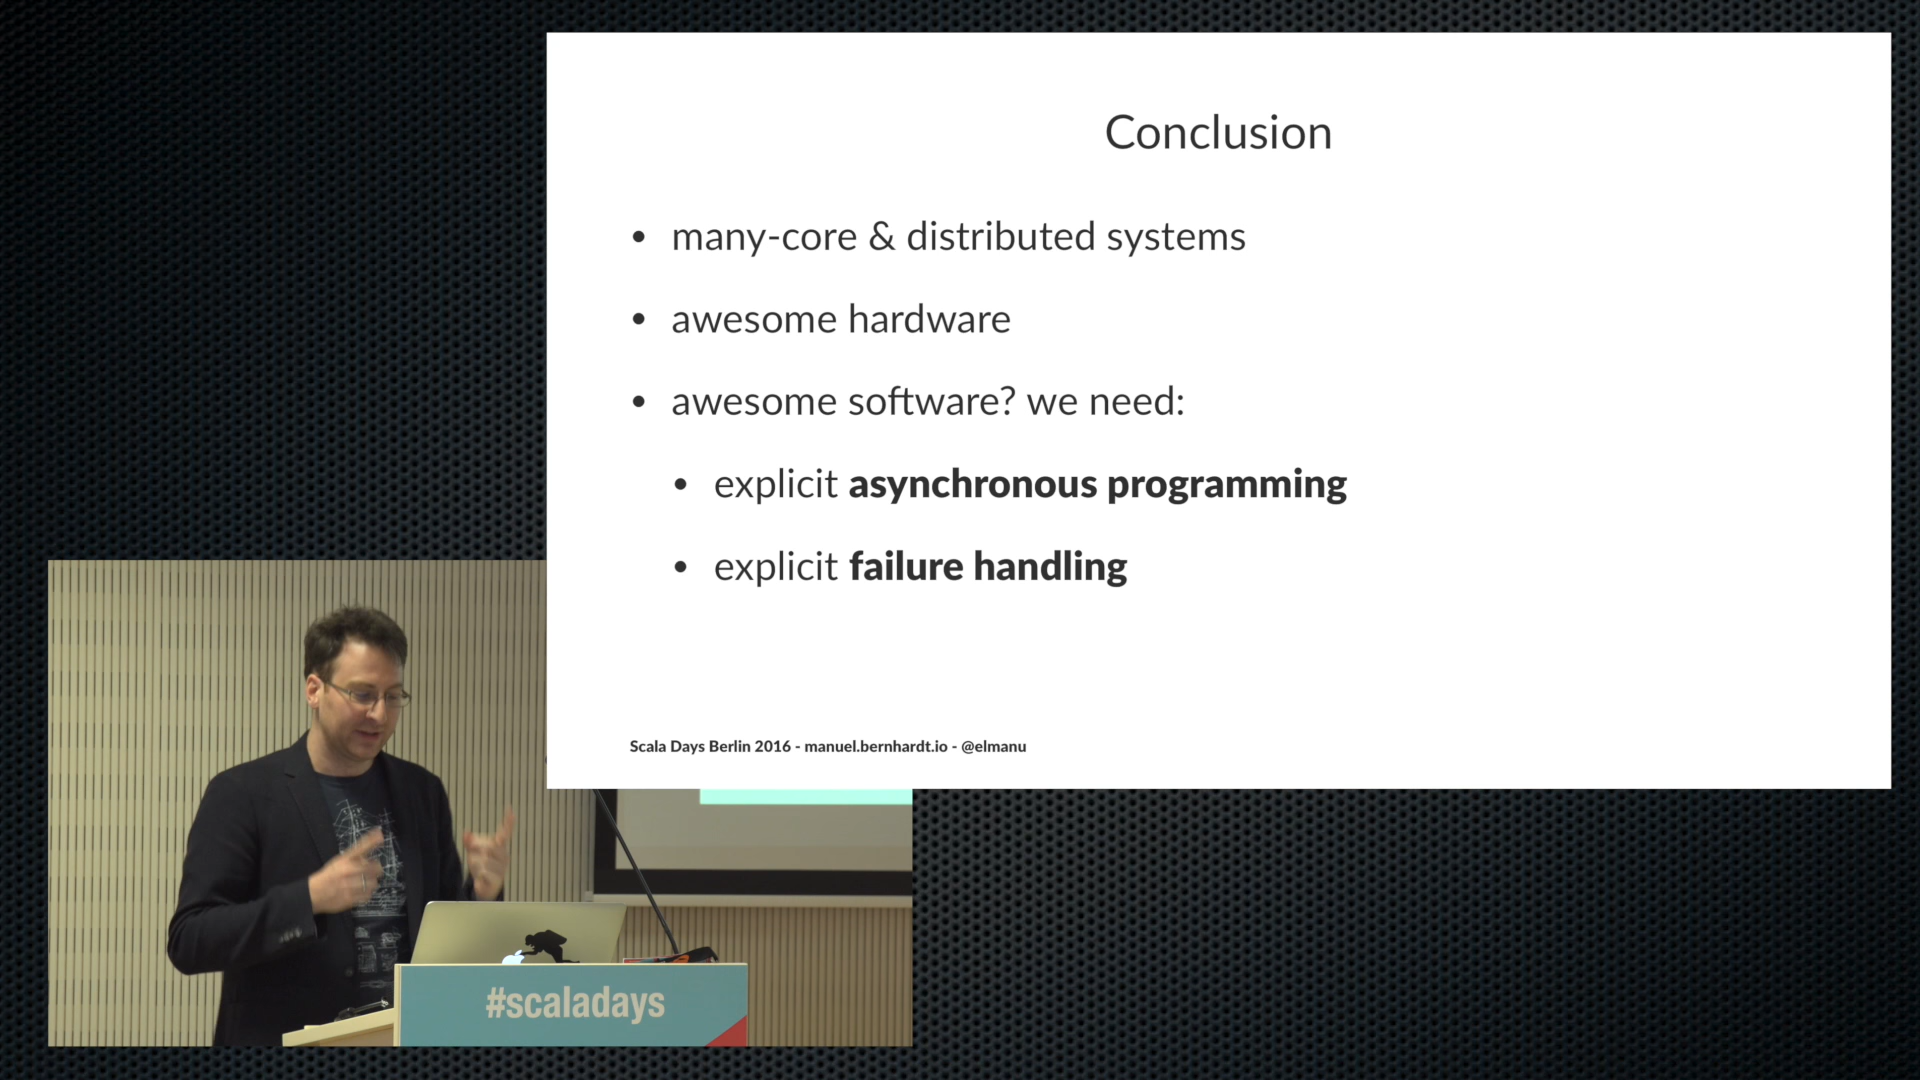 Conclusion
• many-core & distributed systems
• awesome hardware
• awesome software? we need:
• explicit asynchronous programming
• explicit failure handling
Scala Days Berlin 2016 - manuel.bernhardt.io - @elmanu
#scaladays